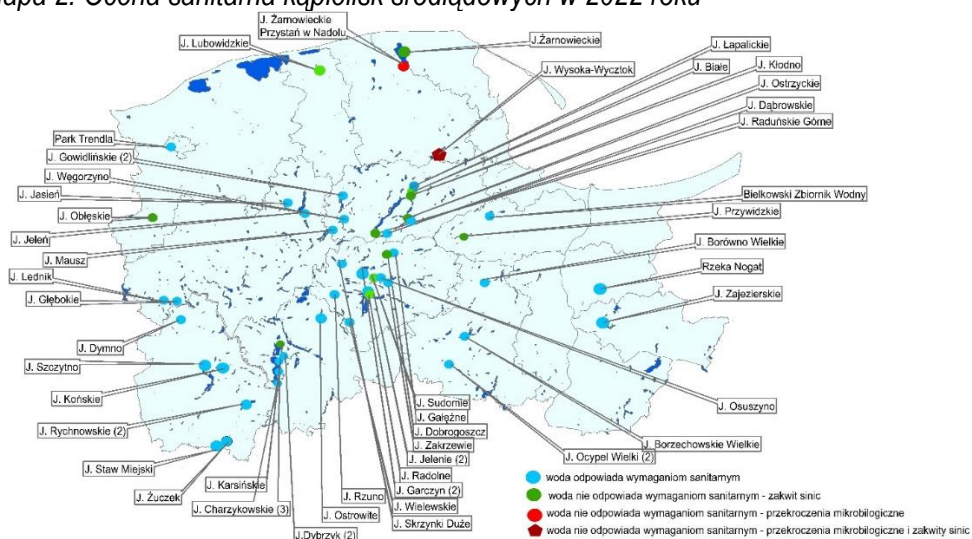 Mapa 2. Ocena sanitarna kąpielisk śródlądowych w 2022 roku
J. Żarnowieckie
Przystań w Nadolu
J. Lubowidzkie
J.Żarnowieckie
J. Łapalickie
J. Białe
J. Kłodno
J. Wysoka-Wycztok
J. Ostrzyckie
J. Dąbrowskie
J. Raduńskie Górne
Park Trendla
J. Gowidlińskie (2)
J. Węgorzyno
J. Jasień
J. Obłęskie
J. Jeleń
J. Mausz
Bielkowski Zbiornik Wodny
J. Przywidzkie
J. Borówno Wielkie
Rzeka Nogat
J. Zajezierskie
J. Lednik
J. Głębokie
J. Dymno
J. Szczytno
J. Końskie
J. Rychnowskie (2)
J. Staw Miejski
J. Żuczek
J. Karsińskie
J. Charzykowskie (3)
J.Dybrzyk (2)
J. Ostrowite
J. Rzuno
J. Sudomie
J. Gałęźne
J. Dobrogoszcz
J. Zakrzewie
J. Jelenie (2)
J. Radolne
J. Garczyn (2)
J. Wielewskie
J. Skrzynki Duże
J. Osuszyno
J. Borzechowskie Wielkie
J. Ocypel Wielki (2)
woda odpowiada wymaganiom sanitarnym
woda nie odpowiada wymaganiom sanitarnym - zakwit sinic
woda nie odpowiada wymaganiom sanitarnym - przekroczenia mikrobiologiczne
woda nie odpowiada wymaganiom sanitarnym - przekroczenia mikrobiologiczne i zakwity sinic